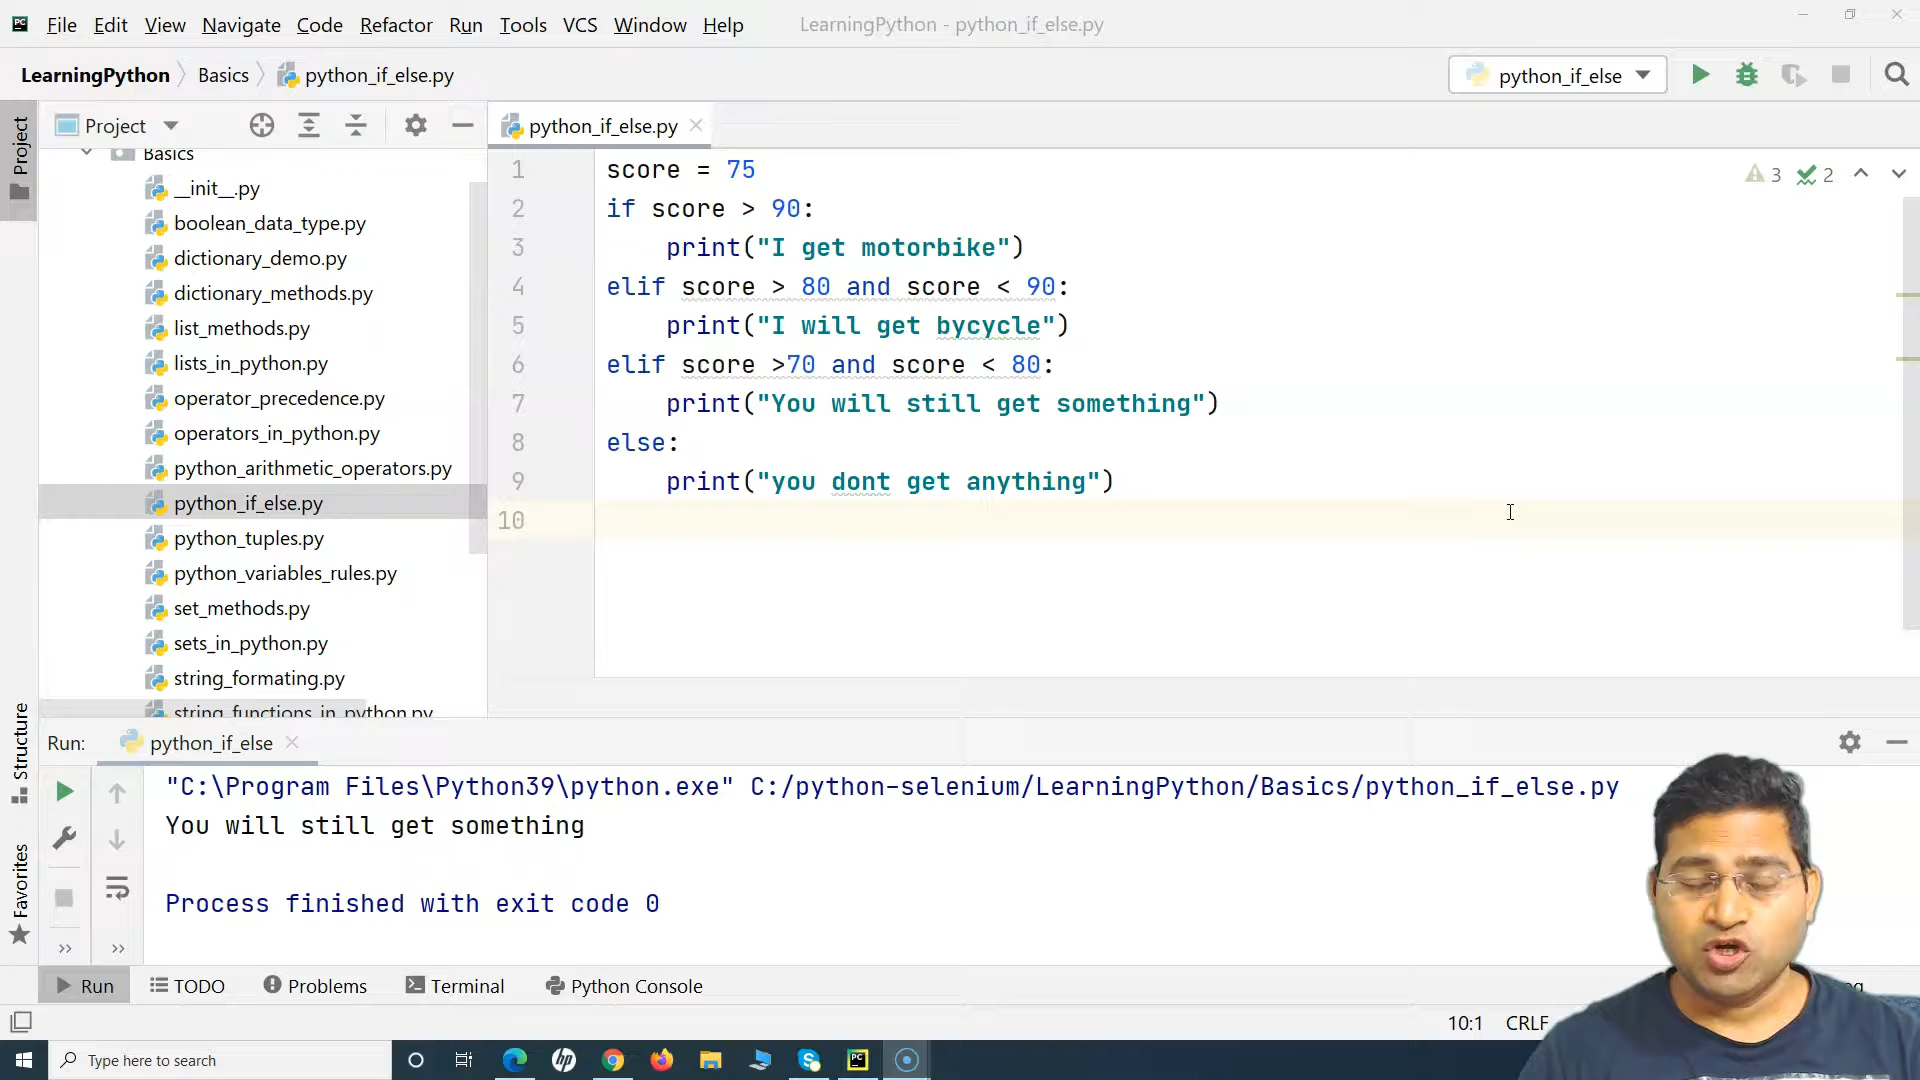 File Edit View Navigate Code Refactor Run Tools VCS Window Help LearningPython - python_if_else.py
LearningPython Basics python_if_else.py python_if_else
Project
Project
python_if_else.py
Basics
__init__.py
boolean_data_type.py
dictionary_demo.py
dictionary_methods.py
list_methods.py
lists_in_python.py
operator_precedence.py
operators_in_python.py
python_arithmetic_operators.py
python_if_else.py
python_tuples.py
python_variables_rules.py
set_methods.py
sets_in_python.py
string_formating.py
string_functions_in_python.py
1 score = 75
2 if score > 90:
3 print("I get motorbike")
4 elif score > 80 and score < 90:
5 print("I will get bycycle")
6 elif score >70 and score < 80:
7 print("You will still get something")
8 else:
9 print("you dont get anything")
10
3 2
Structure
Favorites
Run: python_if_else
"C:\Program Files\Python39\python.exe" C:/python-selenium/LearningPython/Basics/python_if_else.py
You will still get something
Process finished with exit code 0
Run TODO Problems Terminal Python Console
10:1 CRLF
Type here to search